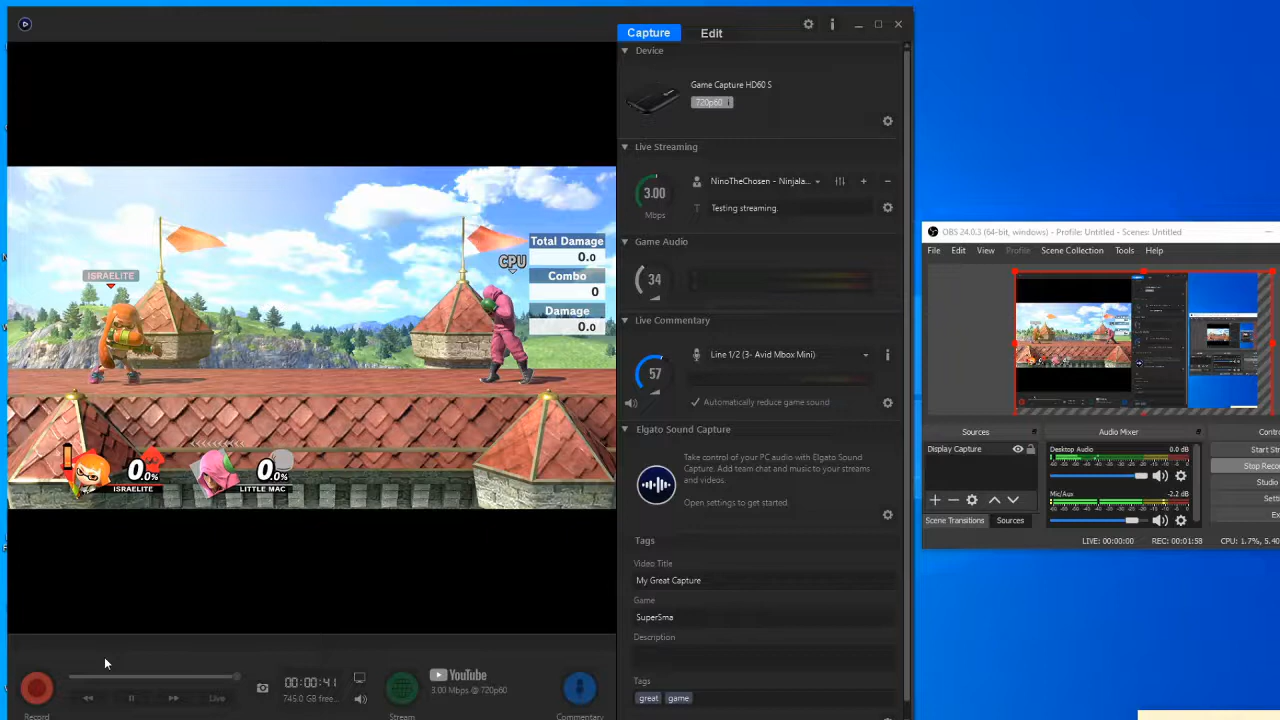 Capture Edit
Device
Game Capture HD60 S
720p60 i
Live Streaming
3.00
Mbps
NinoTheChosen - Ninjala...
Testing streaming.
Game Audio
34
Live Commentary
57
Line 1/2 (3- Avid Mbox Mini)
Automatically reduce game sound
Elgato Sound Capture
Take control of your PC audio with Elgato Sound
Capture. Add team chat and music to your streams
and videos.
Open settings to get started.
Tags
Video Title
My Great Capture
Game
SuperSma
Description
Tags
great game
ISRAELITE
CPU
Total Damage
0.0
Combo
0
Damage
0.0
0.0%
ISRAELITE
0.0%
LITTLE MAC
Record
Live
00:00:41
745.0 GB free...
Stream
YouTube
3.00 Mbps @ 720p60
Commentary
OBS 24.0.3 (64-bit, windows) - Profile: Untitled - Scenes: Untitled
File Edit View Profile Scene Collection Tools Help
Sources Audio Mixer Contr
Display Capture
Desktop Audio 0.0 dB
Mic/Aux -2.2 dB
Start Str
Stop Reco
Studio
Setti
Ex
Scene Transitions Sources
LIVE: 00:00:00 REC: 00:01:58 CPU: 1.7%, 5.40